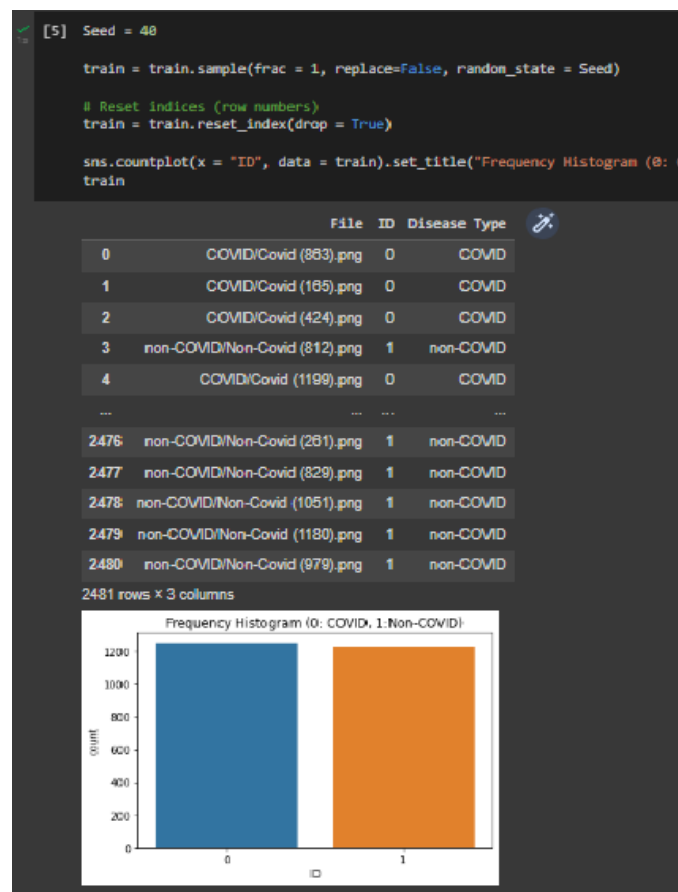 [5] Seed = 40
train = train.sample(frac = 1, replace=False, random_state = Seed)
# Reset indices (row numbers)
train = train.reset_index(drop = True)
sns.countplot(x = "ID", data = train).set_title("Frequency Histogram (0:
train
File ID Disease Type
0 COVID/Covid (863).png 0 COVID
1 COVID/Covid (165).png 0 COVID
2 COVID/Covid (424).png 0 COVID
3 non-COVID/Non-Covid (812).png 1 non-COVID
4 COVID/Covid (1199).png 0 COVID
... ... ... ...
2476 non-COVID/Non-Covid (261).png 1 non-COVID
2477 non-COVID/Non-Covid (829).png 1 non-COVID
2478 non-COVID/Non-Covid (1051).png 1 non-COVID
2479 non-COVID/Non-Covid (1180).png 1 non-COVID
2480 non-COVID/Non-Covid (979).png 1 non-COVID
2481 rows × 3 columns
Frequency Histogram (0: COVID, 1:Non-COVID)
1200
1000
800
600
400
200
0
count
0 1
ID